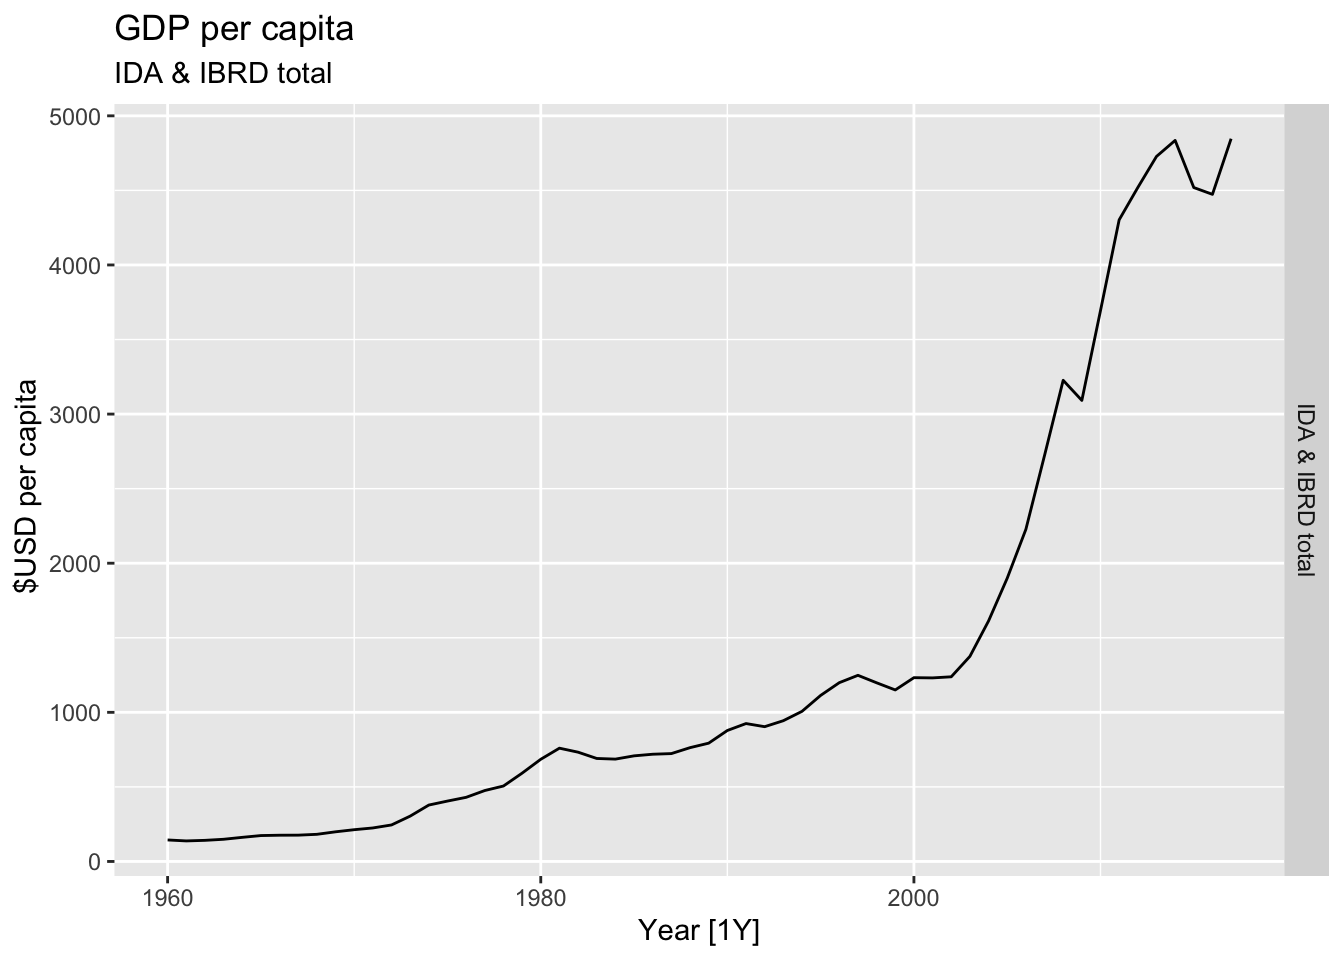 GDP per capita
IDA & IBRD total
5000
4000
3000
2000
1000
0
$USD per capita
IDA & IBRD total
1960
1980
2000
Year [1Y]